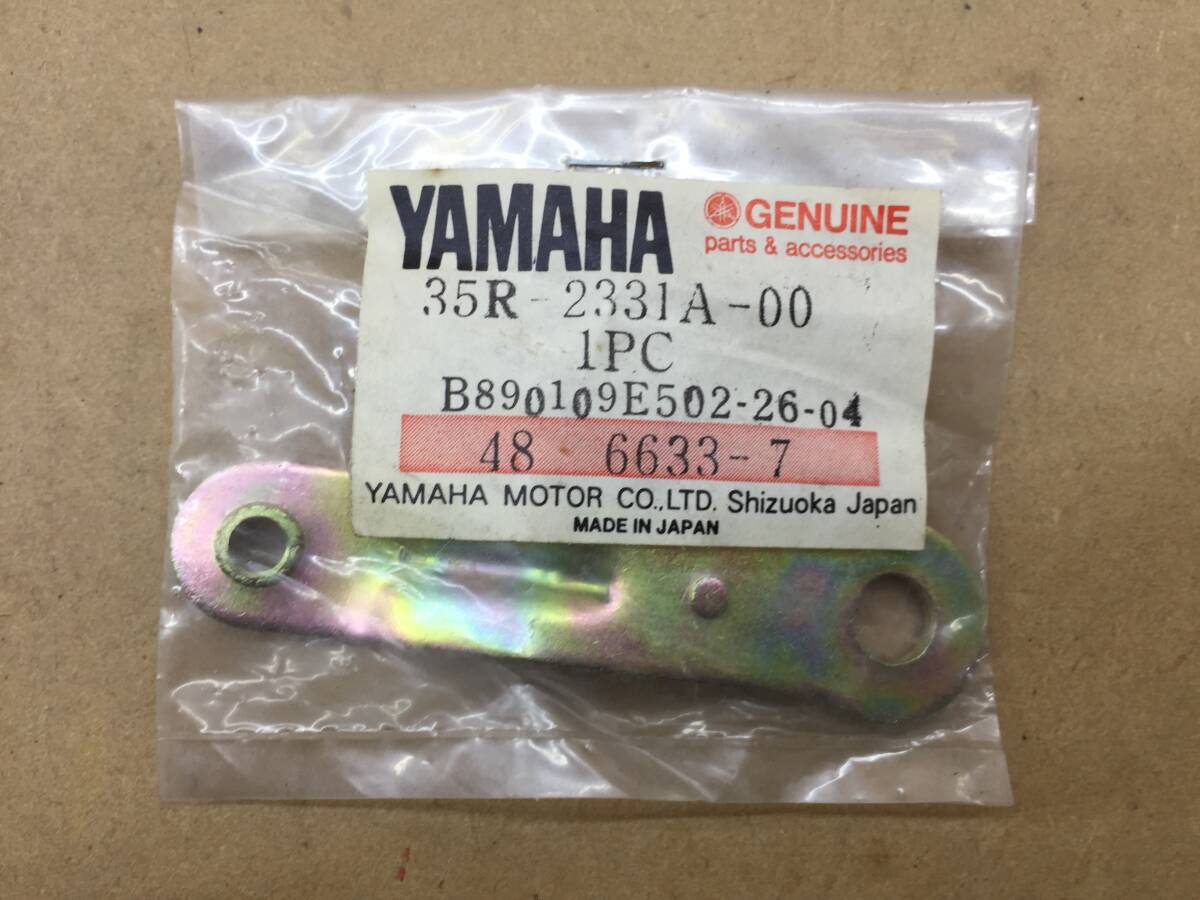 YAMAHA
GENUINE
parts & accessories
35R-2331A-00
1PC
B890109E502-26-04
48 6633-7
YAMAHA MOTOR CO.,LTD. Shizuoka Japan
MADE IN JAPAN